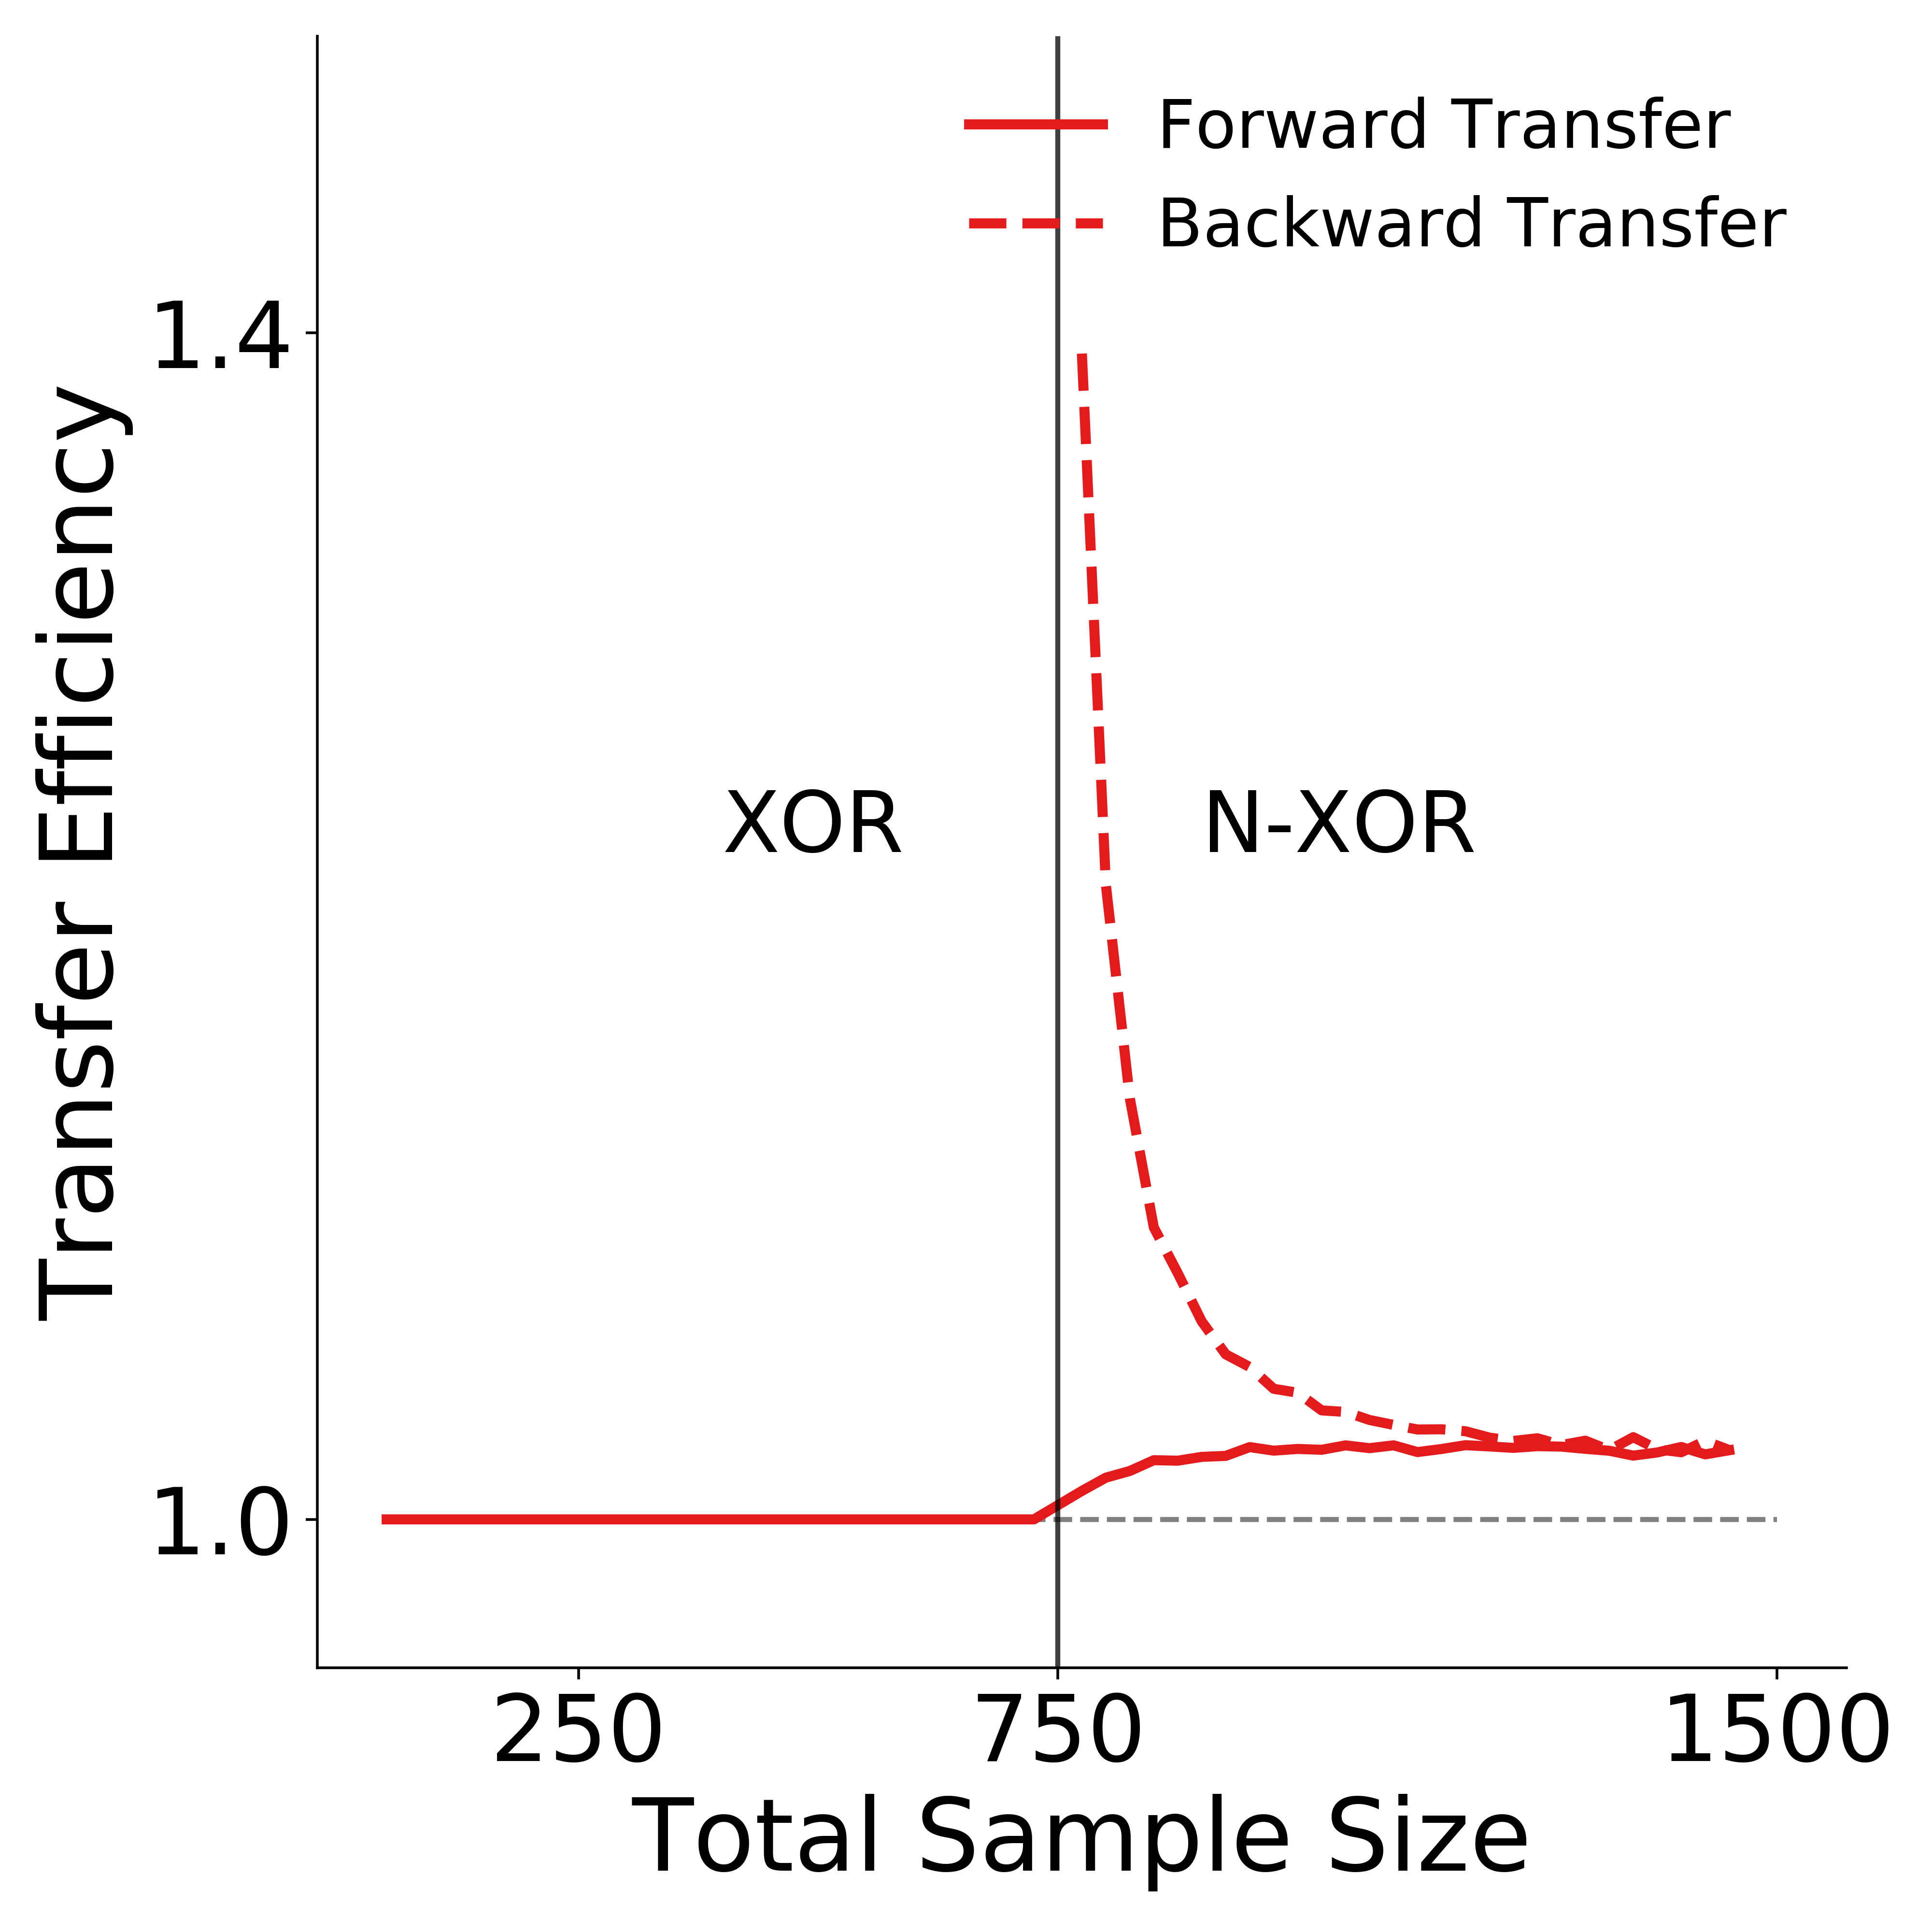 Forward Transfer
Backward Transfer
1.4
Transfer Efficiency
XOR
N-XOR
1.0
250
750
1500
Total Sample Size